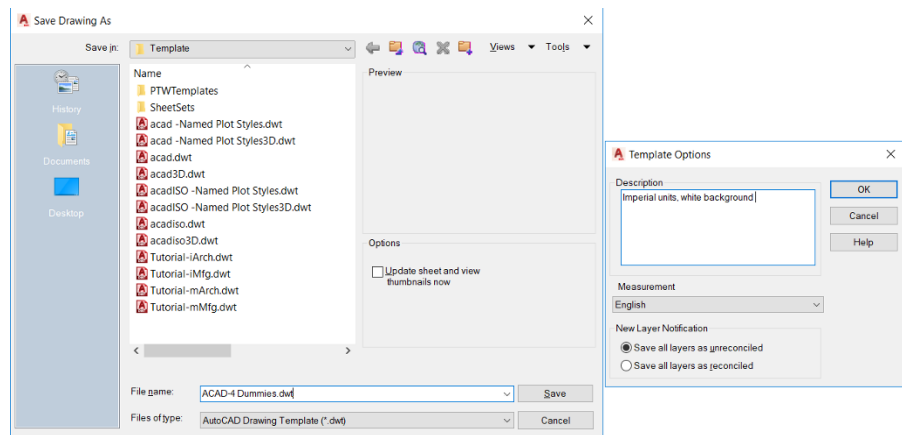 Save Drawing As
Save in:
Template
Views
Tools
History
Documents
Desktop
Name
PTWTemplates
SheetSets
acad -Named Plot Styles.dwt
acad -Named Plot Styles3D.dwt
acad.dwt
acad3D.dwt
acadISO -Named Plot Styles.dwt
acadISO -Named Plot Styles3D.dwt
acadiso.dwt
acadiso3D.dwt
Tutorial-iArch.dwt
Tutorial-iMfg.dwt
Tutorial-mArch.dwt
Tutorial-mMfg.dwt
Preview
Options
Update sheet and view
thumbnails now
File name:
ACAD-4 Dummies.dwt
Save
Files of type:
AutoCAD Drawing Template (*.dwt)
Cancel
Template Options
Description
Imperial units, white background
OK
Cancel
Help
Measurement
English
New Layer Notification
Save all layers as unreconciled
Save all layers as reconciled